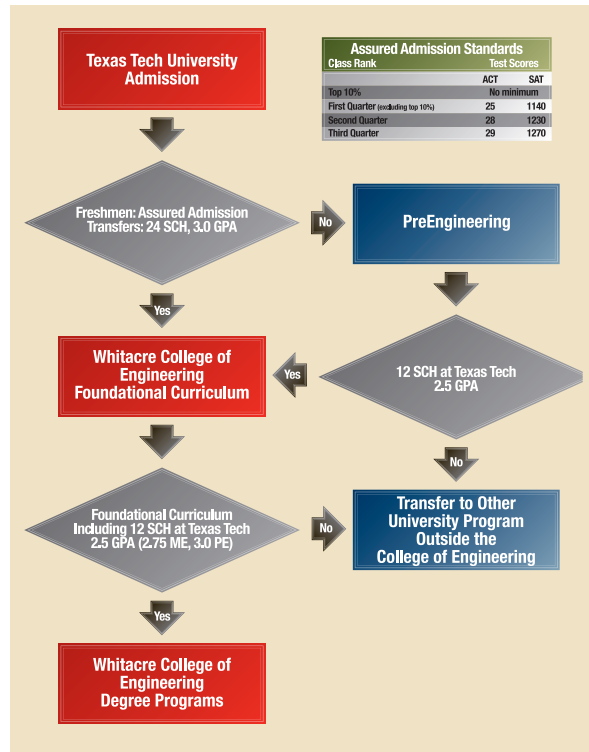 Texas Tech University
Admission
Assured Admission Standards
Class Rank Test Scores
ACT SAT
Top 10% No minimum
First Quarter (excluding top 10%) 25 1140
Second Quarter 28 1230
Third Quarter 29 1270
Freshmen: Assured Admission
Transfers: 24 SCH, 3.0 GPA
No
PreEngineering
Yes
Whitacre College of
Engineering
Foundational Curriculum
Yes
12 SCH at Texas Tech
2.5 GPA
No
Foundational Curriculum
Including 12 SCH at Texas Tech
2.5 GPA (2.75 ME, 3.0 PE)
No
Transfer to Other
University Program
Outside the
College of Engineering
Yes
Whitacre College of
Engineering
Degree Programs